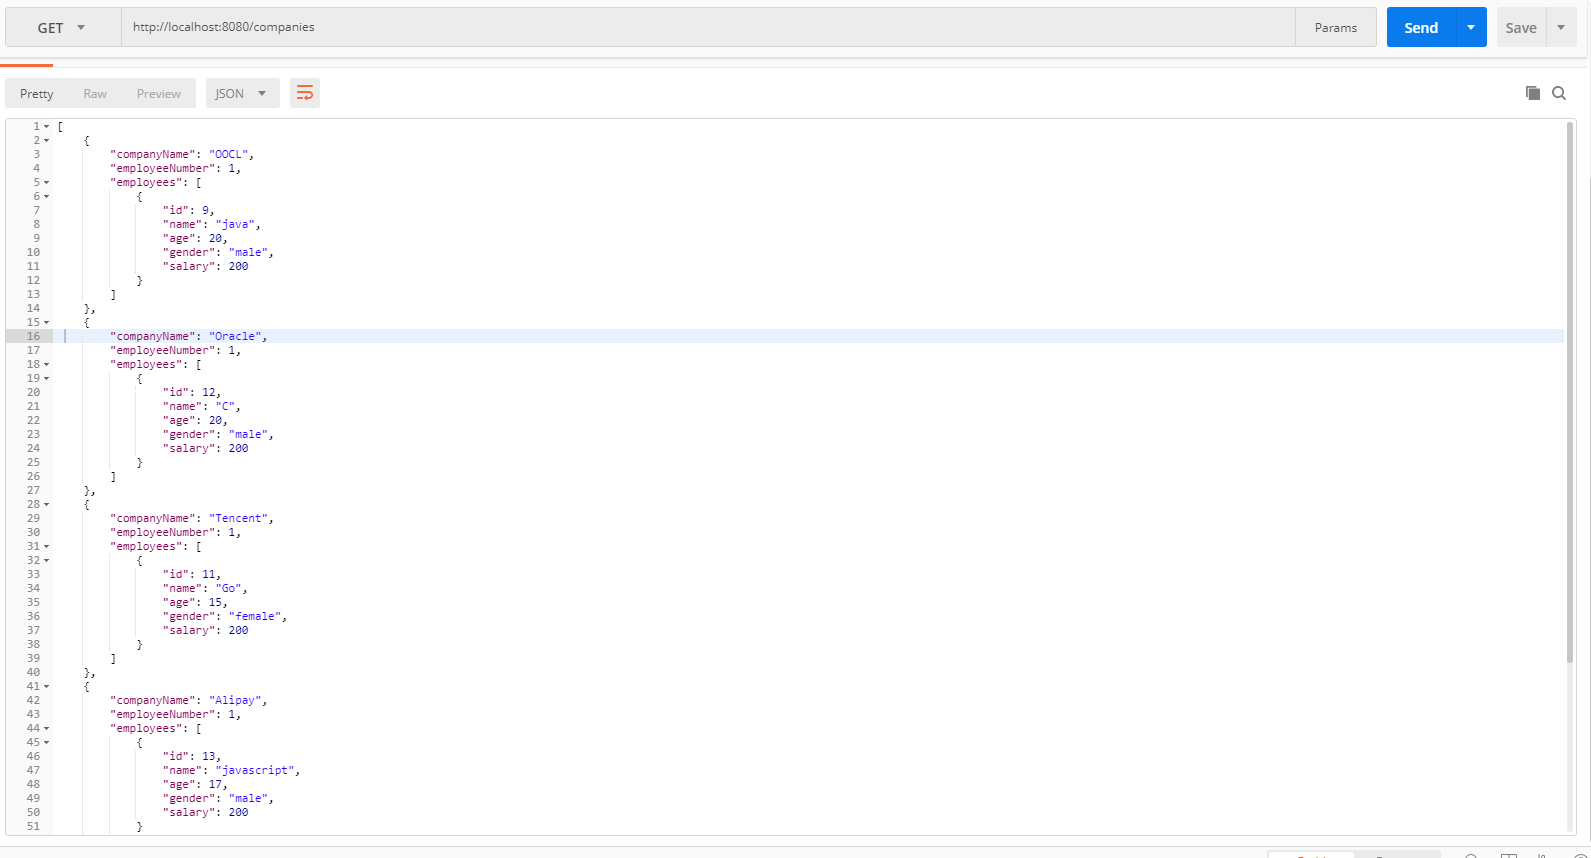 GET http://localhost:8080/companies Params Send Save
Pretty Raw Preview JSON
1 [
2 {
3 "companyName": "OOCL",
4 "employeeNumber": 1,
5 "employees": [
6 {
7 "id": 9,
8 "name": "java",
9 "age": 20,
10 "gender": "male",
11 "salary": 200
12 }
13 ]
14 },
15 {
16 "companyName": "Oracle",
17 "employeeNumber": 1,
18 "employees": [
19 {
20 "id": 12,
21 "name": "C",
22 "age": 20,
23 "gender": "male",
24 "salary": 200
25 }
26 ]
27 },
28 {
29 "companyName": "Tencent",
30 "employeeNumber": 1,
31 "employees": [
32 {
33 "id": 11,
34 "name": "Go",
35 "age": 15,
36 "gender": "female",
37 "salary": 200
38 }
39 ]
40 },
41 {
42 "companyName": "Alipay",
43 "employeeNumber": 1,
44 "employees": [
45 {
46 "id": 13,
47 "name": "javascript",
48 "age": 17,
49 "gender": "male",
50 "salary": 200
51 }